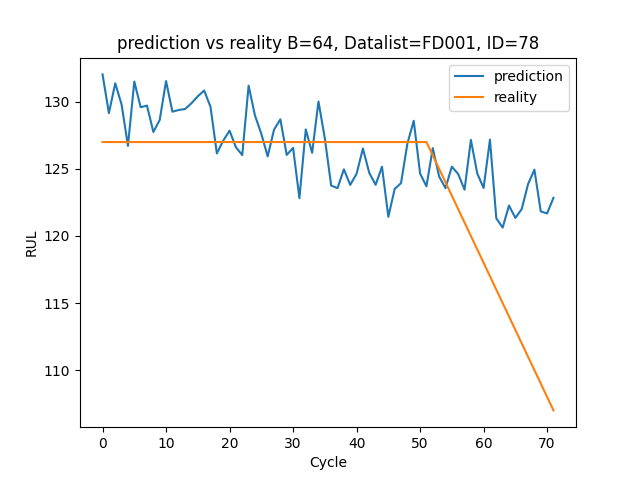 prediction vs reality B=64, Datalist=FD001, ID=78
prediction
reality
RUL
130
125
120
115
110
0 10 20 30 40 50 60 70
Cycle